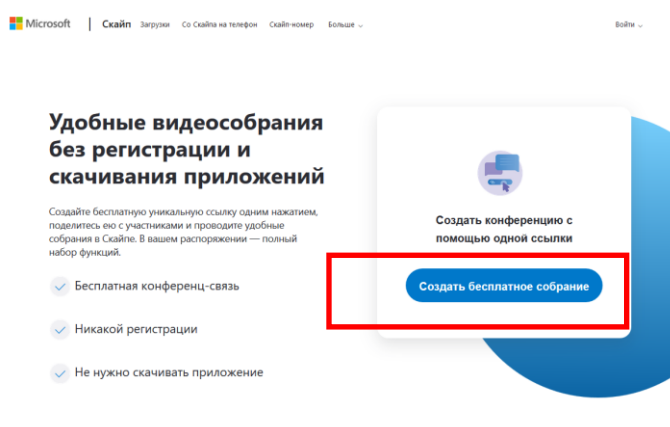 Microsoft | Скайп Загрузки Со Скайпа на телефон Скайп-номер Больше Войти
Удобные видеособрания
без регистрации и
скачивания приложений
Создайте бесплатную уникальную ссылку одним нажатием,
поделитесь ею с участниками и проводите удобные
собрания в Скайпе. В вашем распоряжении — полный
набор функций.
Бесплатная конференц-связь
Никакой регистрации
Не нужно скачивать приложение
Создать конференцию с
помощью одной ссылки
Создать бесплатное собрание